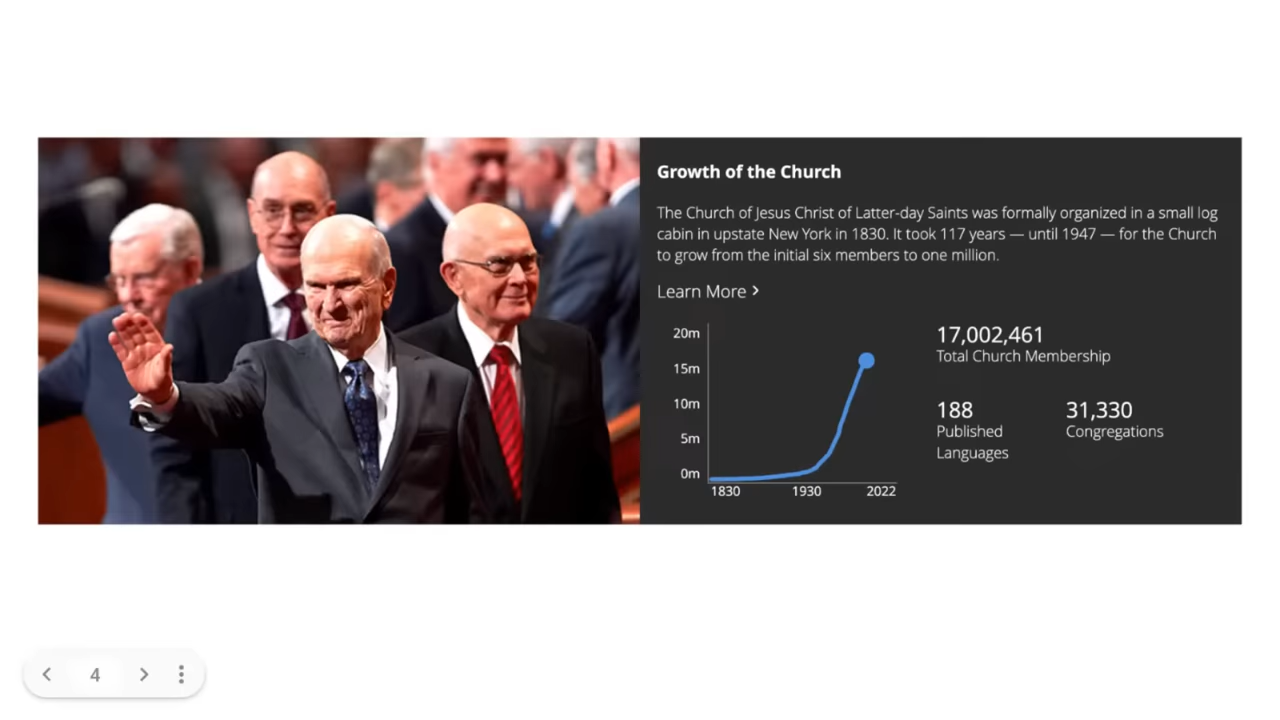 Growth of the Church
The Church of Jesus Christ of Latter-day Saints was formally organized in a small log
cabin in upstate New York in 1830. It took 117 years — until 1947 — for the Church
to grow from the initial six members to one million.
Learn More >
20m
15m
10m
5m
0m
1830 1930 2022
17,002,461
Total Church Membership
188
Published
Languages
31,330
Congregations
4